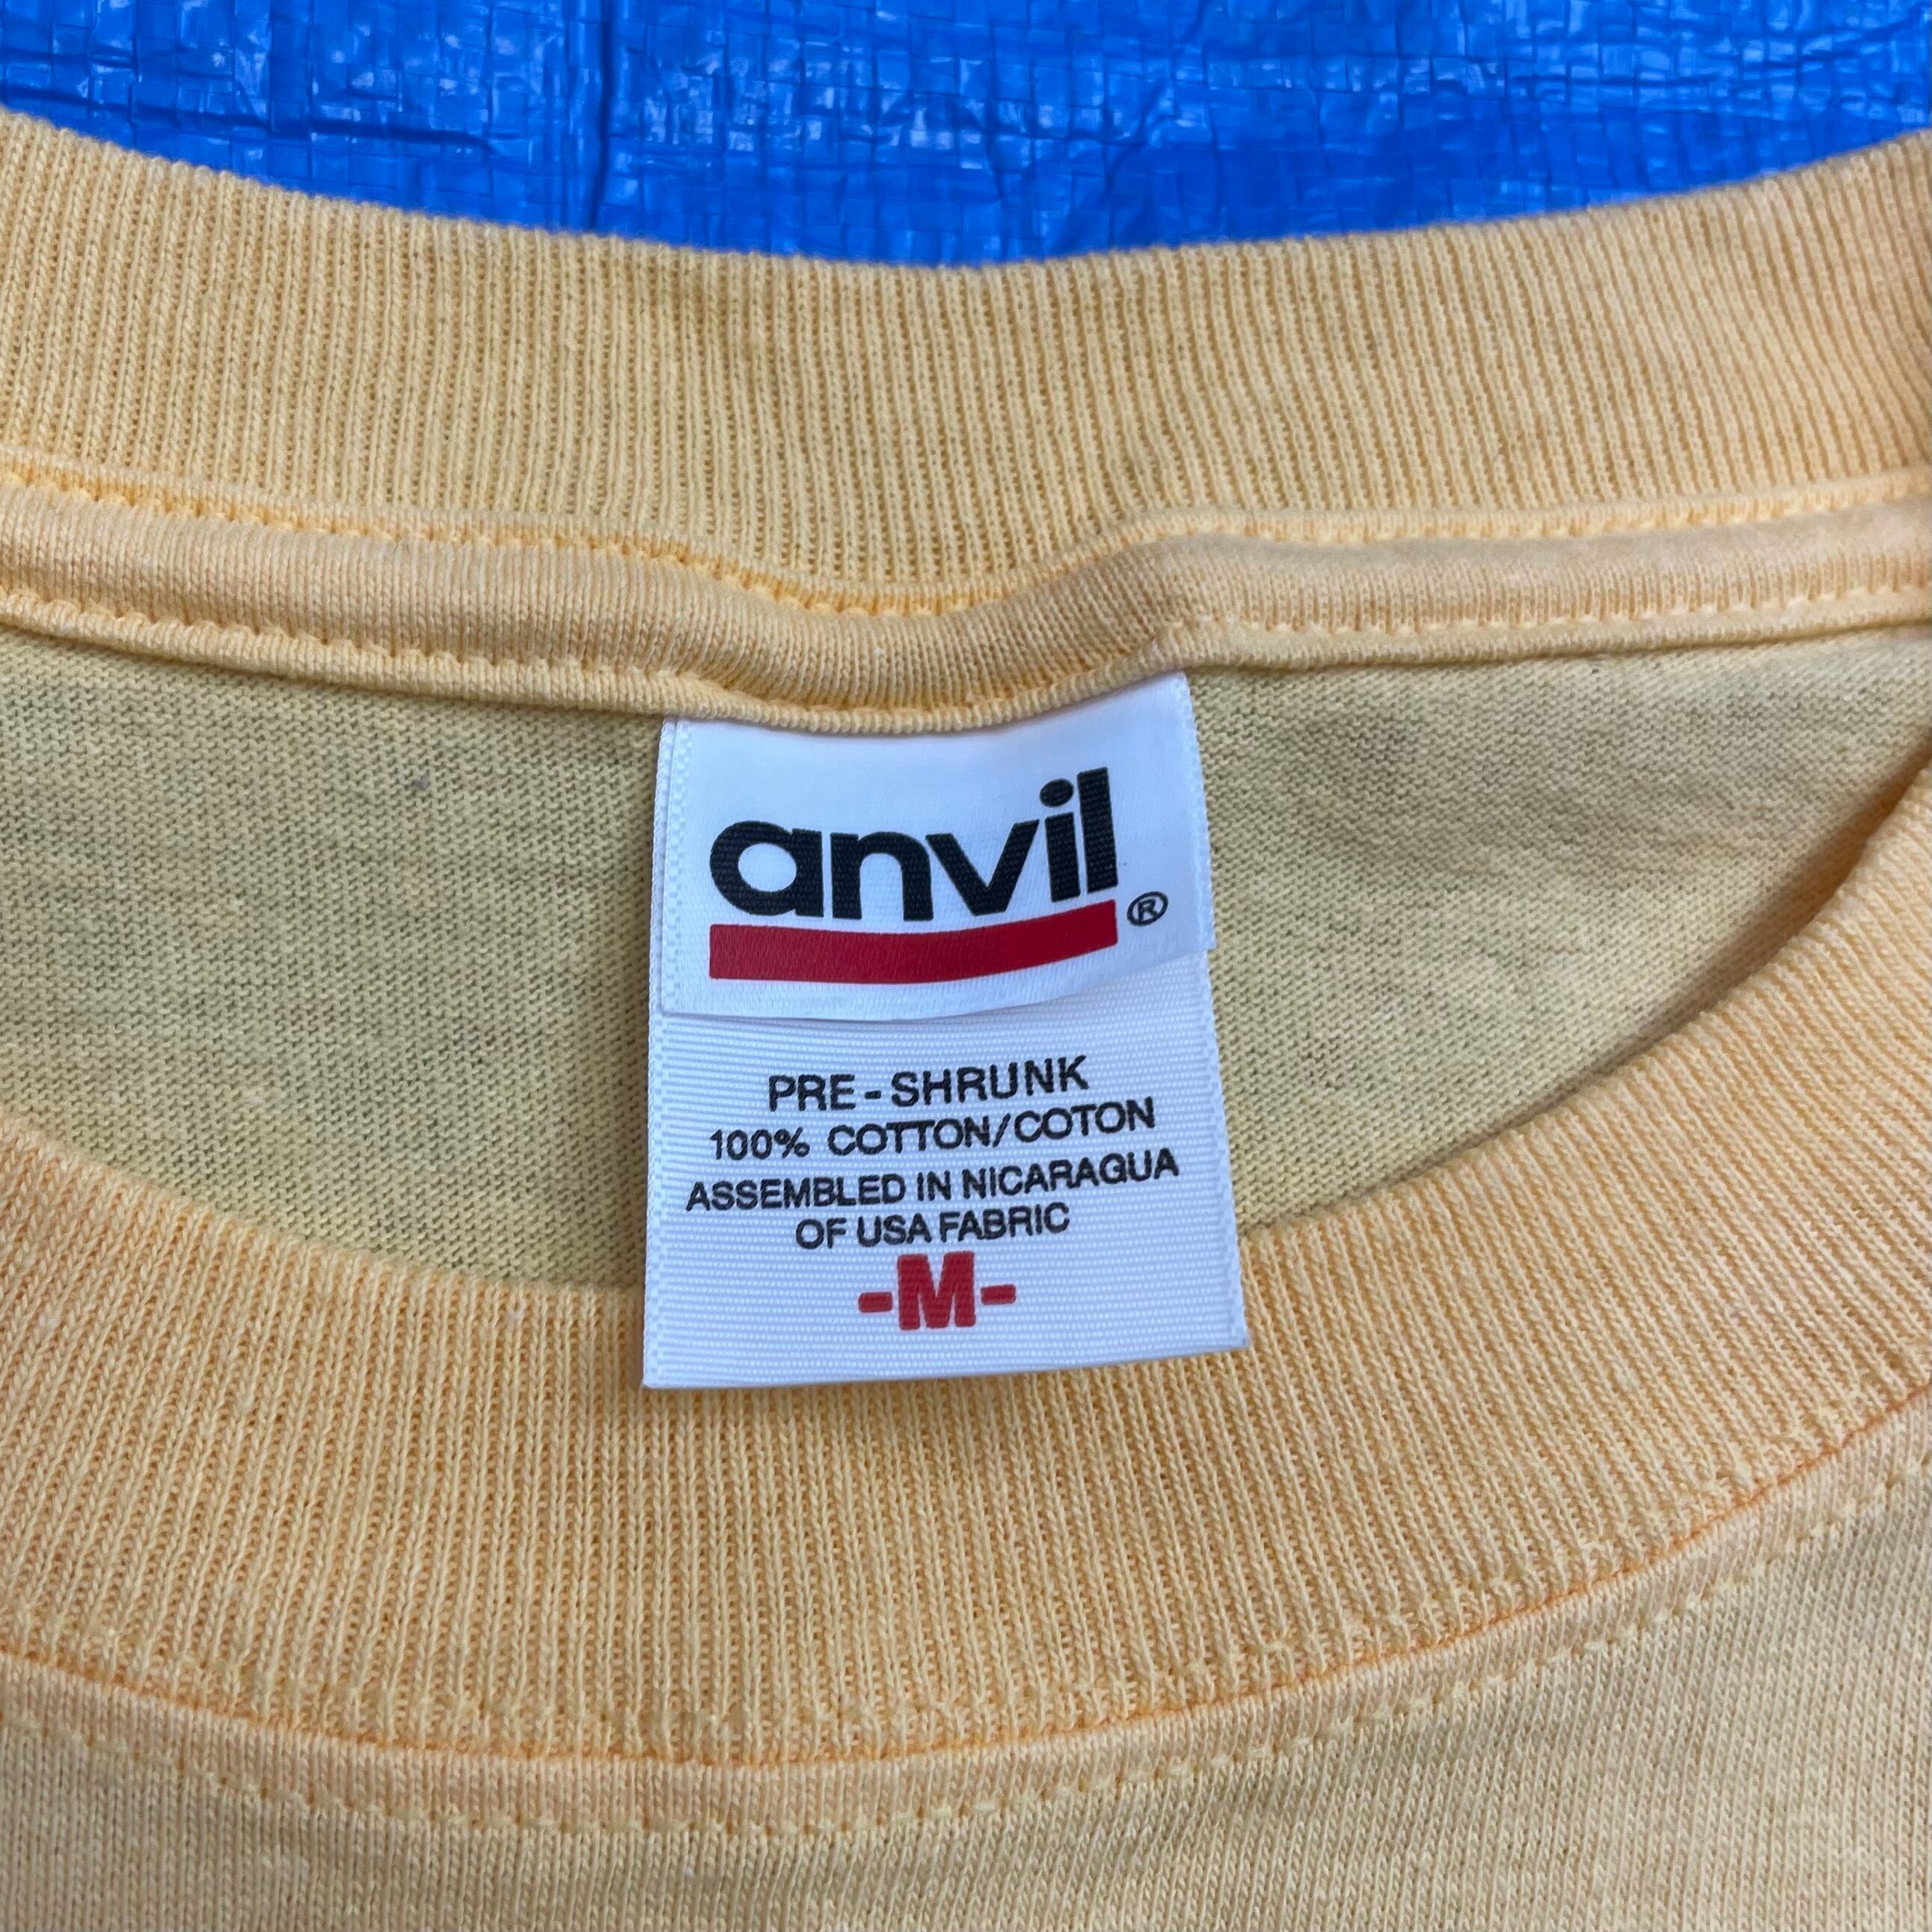 anvil®
PRE-SHRUNK
100% COTTON/COTON
ASSEMBLED IN NICARAGUA
OF USA FABRIC
-M-